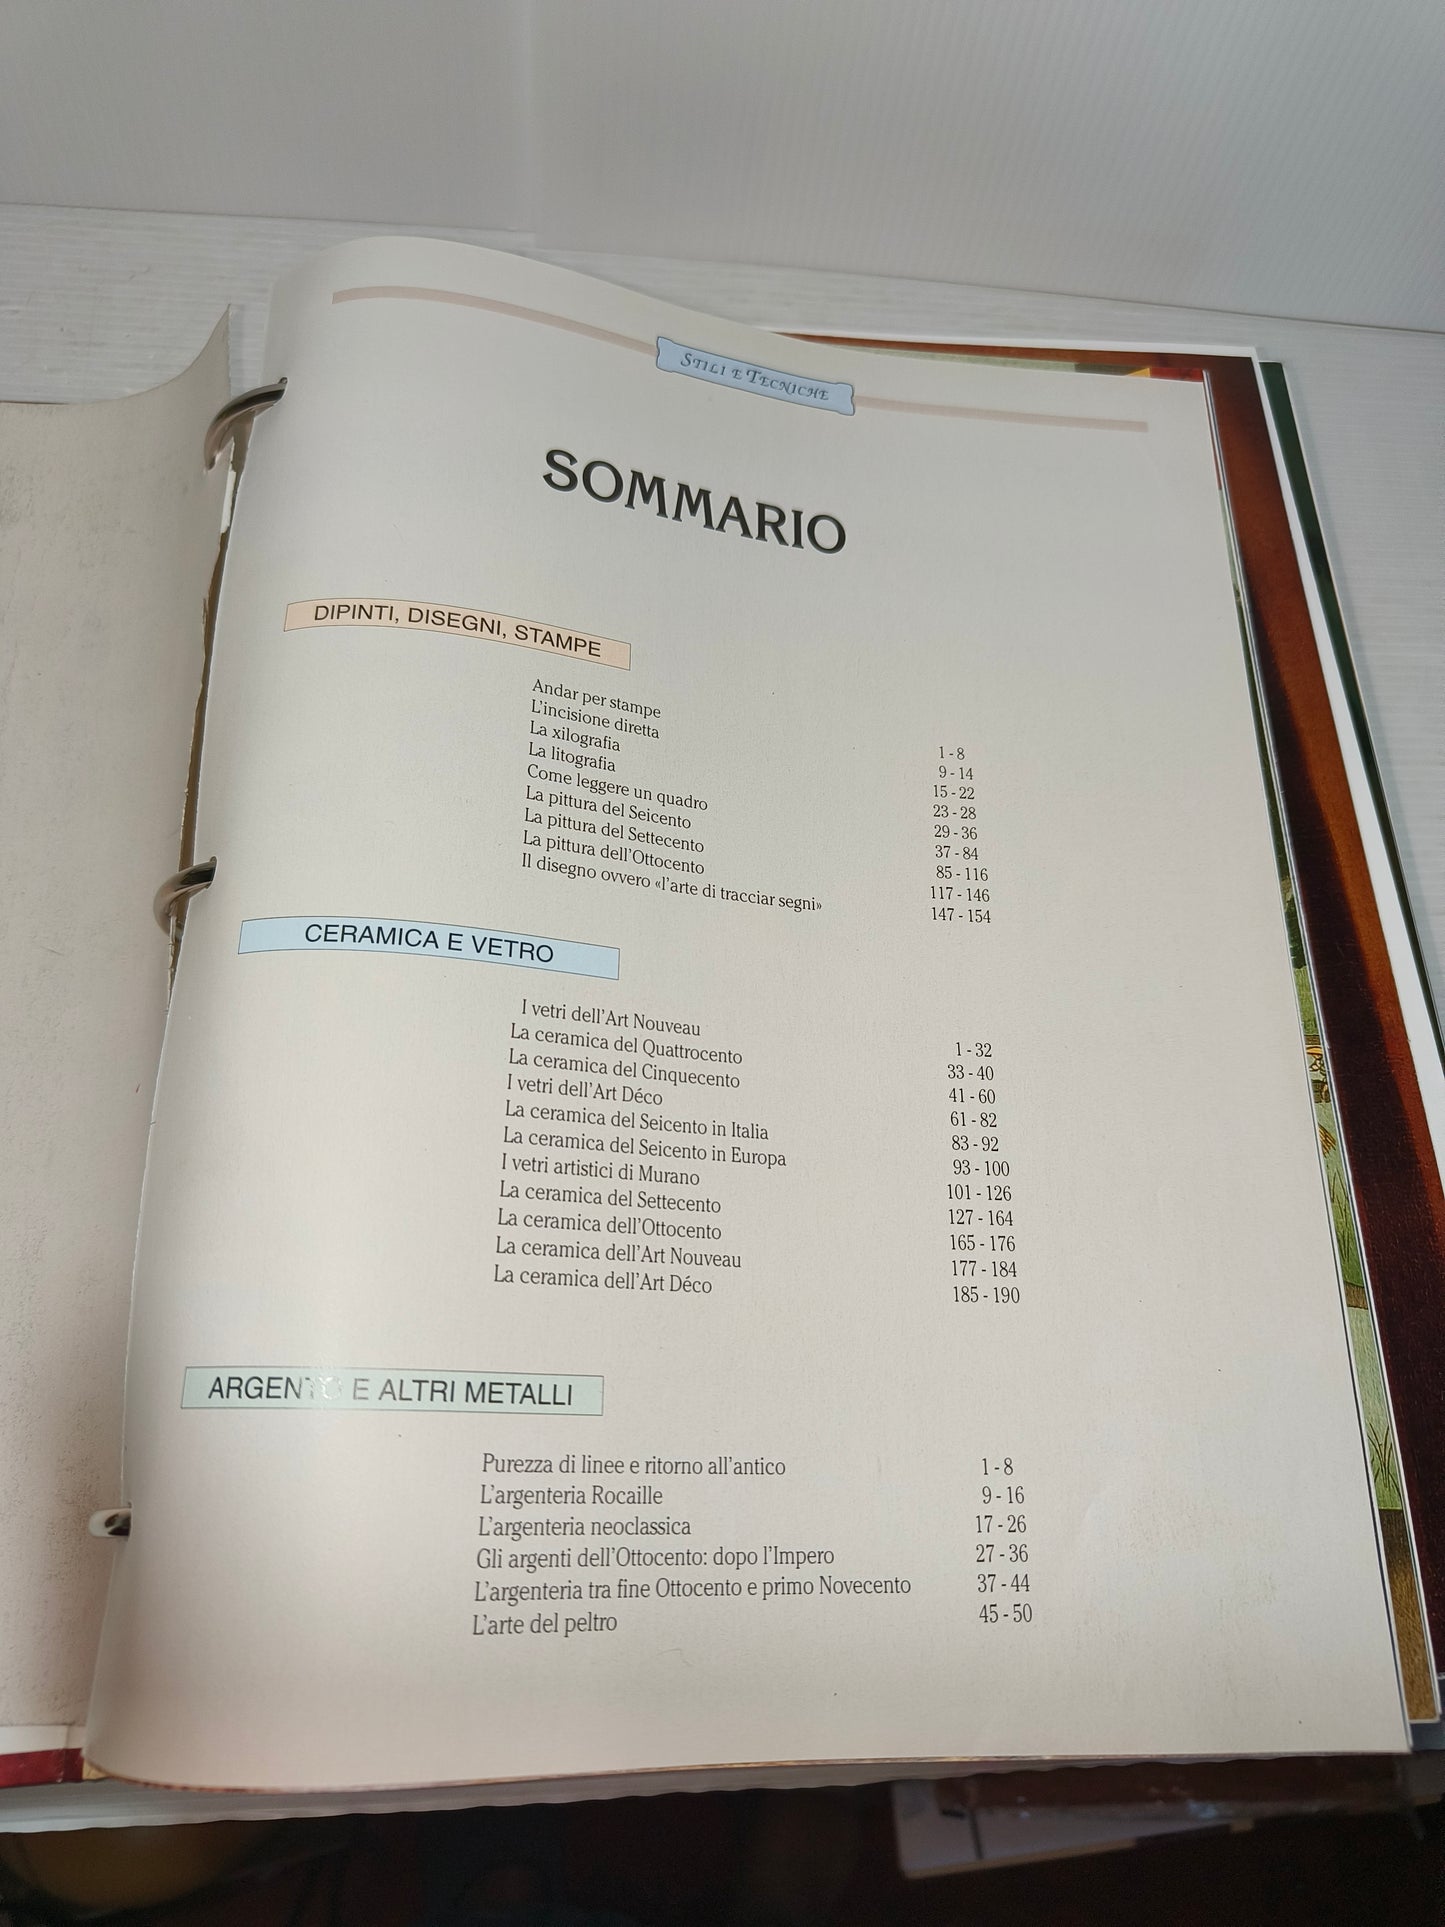 STILI E TECNICHE
SOMMARIO
DIPINTI, DISEGNI, STAMPE
Andar per stampe 1 - 8
L'incisione diretta 9 - 14
La xilografia 15 - 22
La litografia 23 - 28
Come leggere un quadro 29 - 36
La pittura del Seicento 37 - 84
La pittura del Settecento 85 - 116
La pittura dell'Ottocento 117 - 146
Il disegno ovvero «l'arte di tracciar segni» 147 - 154
CERAMICA E VETRO
I vetri dell'Art Nouveau 1 - 32
La ceramica del Quattrocento 33 - 40
La ceramica del Cinquecento 41 - 60
I vetri dell'Art Déco 61 - 82
La ceramica del Seicento in Italia 83 - 92
La ceramica del Seicento in Europa 93 - 100
I vetri artistici di Murano 101 - 126
La ceramica del Settecento 127 - 164
La ceramica dell'Ottocento 165 - 176
La ceramica dell'Art Nouveau 177 - 184
La ceramica dell'Art Déco 185 - 190
ARGENTO E ALTRI METALLI
Purezza di linee e ritorno all'antico 1 - 8
L'argenteria Rocaille 9 - 16
L'argenteria neoclassica 17 - 26
Gli argenti dell'Ottocento: dopo l'Impero 27 - 36
L'argenteria tra fine Ottocento e primo Novecento 37 - 44
L'arte del peltro 45 - 50